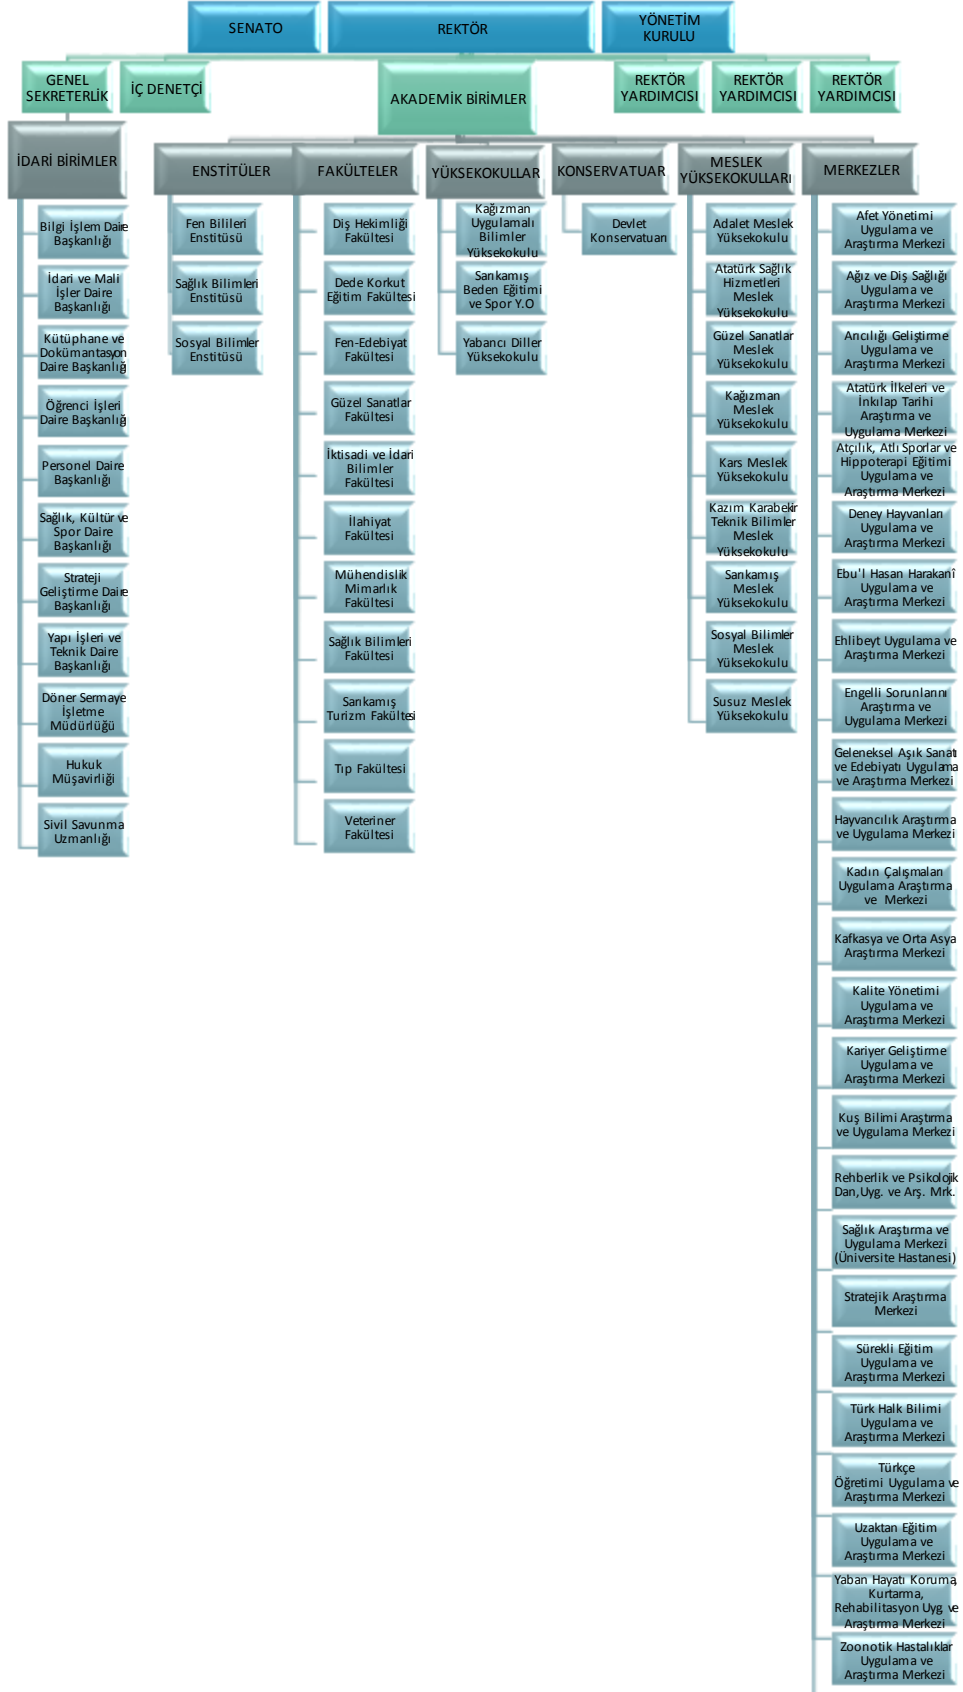 SENATO
REKTÖR
YÖNETİM
KURULU
GENEL
SEKRETERLİK
İÇ DENETÇİ
AKADEMİK BİRİMLER
REKTÖR
YARDIMCISI
REKTÖR
YARDIMCISI
REKTÖR
YARDIMCISI
İDARİ BİRİMLER
ENSTİTÜLER
FAKÜLTELER
YÜKSEKOKULLAR
KONSERVATUAR
MESLEK
YÜKSEKOKULLARI
MERKEZLER
Bilgi İşlem Daire
Başkanlığı
İdari ve Mali
İşler Daire
Başkanlığı
Kütüphane ve
Dokümantasyon
Daire Başkanlığı
Öğrenci İşleri
Daire Başkanlığı
Personel Daire
Başkanlığı
Sağlık, Kültür ve
Spor Daire
Başkanlığı
Strateji
Geliştirme Daire
Başkanlığı
Yapı İşleri ve
Teknik Daire
Başkanlığı
Döner Sermaye
İşletme
Müdürlüğü
Hukuk
Müşavirliği
Sivil Savunma
Uzmanlığı
Fen Bilileri
Enstitüsü
Sağlık Bilimleri
Enstitüsü
Sosyal Bilimler
Enstitüsü
Diş Hekimliği
Fakültesi
Dede Korkut
Eğitim Fakültesi
Fen-Edebiyat
Fakültesi
Güzel Sanatlar
Fakültesi
İktisadi ve İdari
Bilimler
Fakültesi
İlahiyat
Fakültesi
Mühendislik
Mimarlık
Fakültesi
Sağlık Bilimleri
Fakültesi
Sarıkamış
Turizm Fakültesi
Tıp Fakültesi
Veteriner
Fakültesi
Kağızman
Uygulamalı
Bilimler
Yüksekokulu
Sarıkamış
Beden Eğitimi
ve Spor Y.O
Yabancı Diller
Yüksekokulu
Devlet
Konservatuarı
Adalet Meslek
Yüksekokulu
Atatürk Sağlık
Hizmetleri
Meslek
Yüksekokulu
Güzel Sanatlar
Meslek
Yüksekokulu
Kağızman
Meslek
Yüksekokulu
Kars Meslek
Yüksekokulu
Kazım Karabekir
Teknik Bilimler
Meslek
Yüksekokulu
Sarıkamış
Meslek
Yüksekokulu
Sosyal Bilimler
Meslek
Yüksekokulu
Susuz Meslek
Yüksekokulu
Afet Yönetimi
Uygulama ve
Araştırma Merkezi
Ağız ve Diş Sağlığı
Uygulama ve
Araştırma Merkezi
Arıcılığı Geliştirme
Uygulama ve
Araştırma Merkezi
Atatürk İlkeleri ve
İnkılap Tarihi
Araştırma ve
Uygulama Merkezi
Atçılık, Atlı Sporlar ve
Hippoterapi Eğitimi
Uygulama ve
Araştırma Merkezi
Deney Hayvanları
Uygulama ve
Araştırma Merkezi
Ebu'l Hasan Harakanî
Uygulama ve
Araştırma Merkezi
Ehlibeyt Uygulama ve
Araştırma Merkezi
Engelli Sorunlarını
Araştırma ve
Uygulama Merkezi
Geleneksel Aşık Sanatı
ve Edebiyatı Uygulama
ve Araştırma Merkezi
Hayvancılık Araştırma
ve Uygulama Merkezi
Kadın Çalışmaları
Uygulama Araştırma
ve Merkezi
Kafkasya ve Orta Asya
Araştırma Merkezi
Kalite Yönetimi
Uygulama ve
Araştırma Merkezi
Kariyer Geliştirme
Uygulama ve
Araştırma Merkezi
Kuş Bilimi Araştırma
ve Uygulama Merkezi
Rehberlik ve Psikolojik
Dan,Uyg. ve Arş. Mrk.
Sağlık Araştırma ve
Uygulama Merkezi
(Üniversite Hastanesi)
Stratejik Araştırma
Merkezi
Sürekli Eğitim
Uygulama ve
Araştırma Merkezi
Türk Halk Bilimi
Uygulama ve
Araştırma Merkezi
Türkçe
Öğretimi Uygulama ve
Araştırma Merkezi
Uzaktan Eğitim
Uygulama ve
Araştırma Merkezi
Yaban Hayatı Koruma,
Kurtarma,
Rehabilitasyon Uyg. ve
Araştırma Merkezi
Zoonotik Hastalıklar
Uygulama ve
Araştırma Merkezi